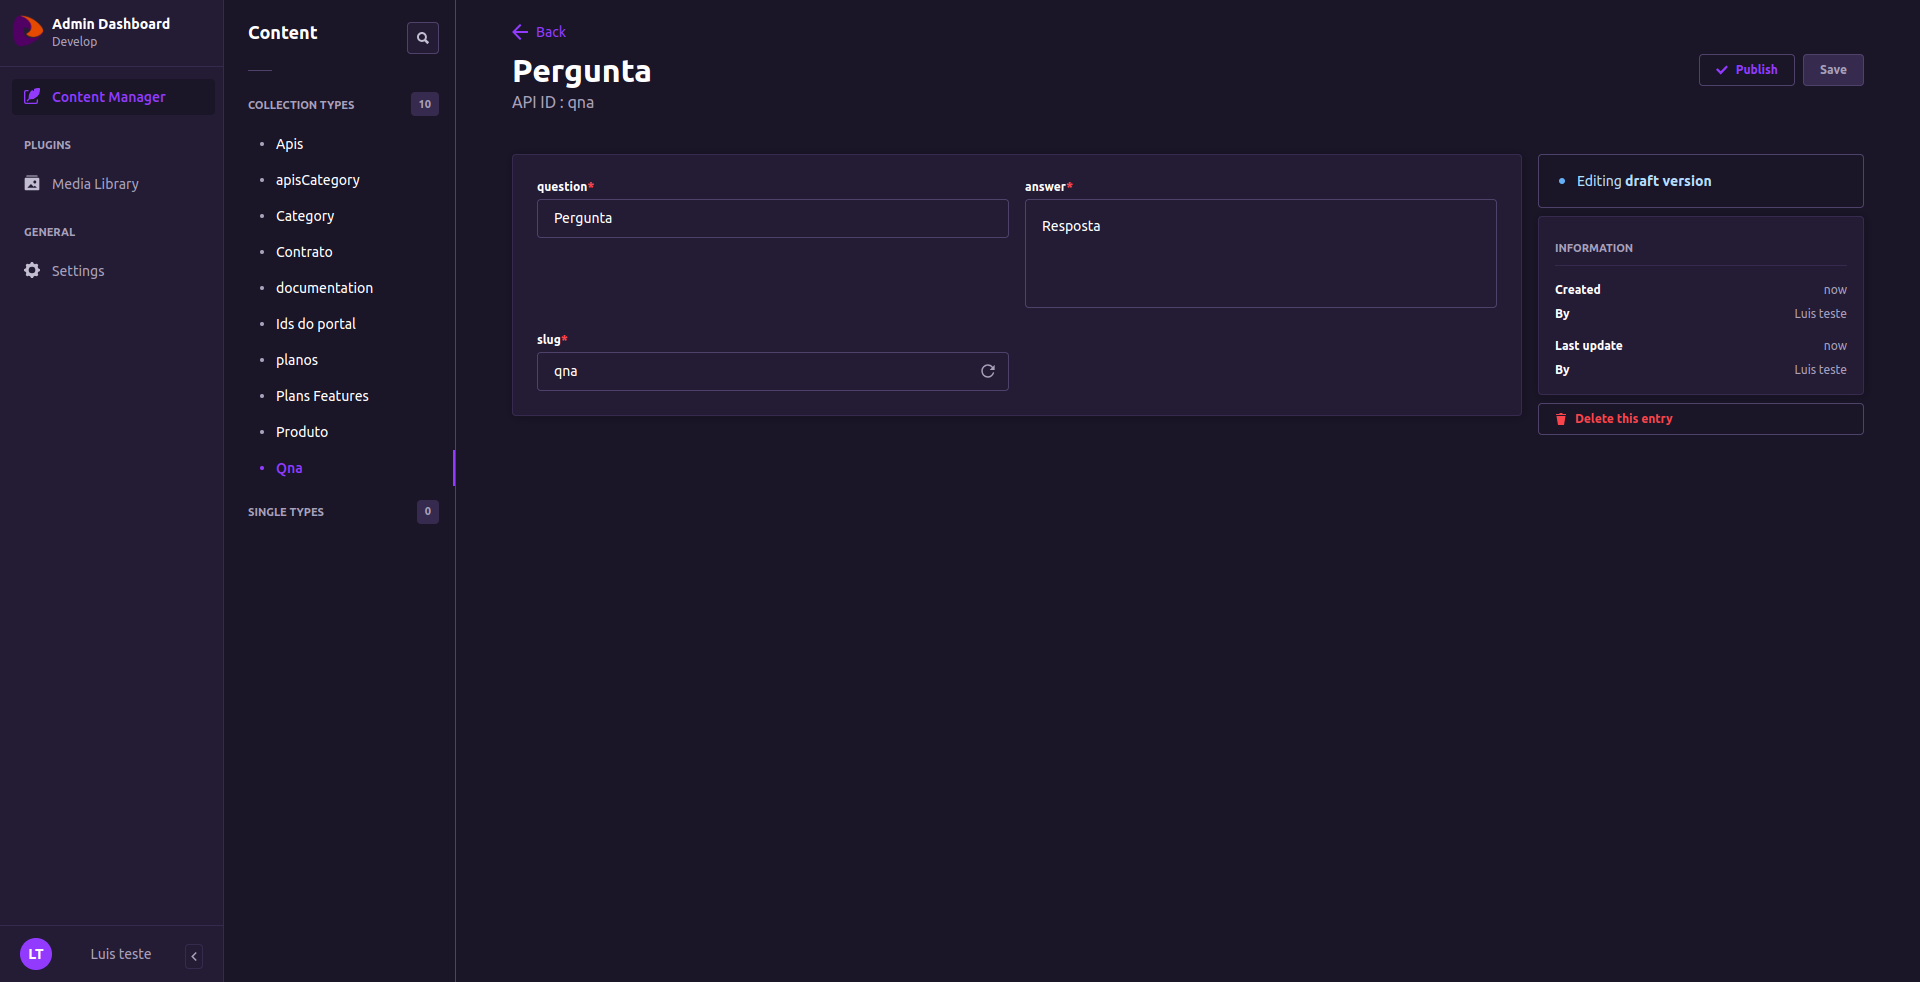 Admin Dashboard
Develop
Content Manager
PLUGINS
Media Library
GENERAL
Settings
LT
Luis teste
Content
COLLECTION TYPES
10
Apis
apisCategory
Category
Contrato
documentation
Ids do portal
planos
Plans Features
Produto
Qna
SINGLE TYPES
0
Back
Pergunta
API ID : qna
Publish
Save
question*
Pergunta
answer*
Resposta
slug*
qna
Editing draft version
INFORMATION
Created now
By Luis teste
Last update now
By Luis teste
Delete this entry